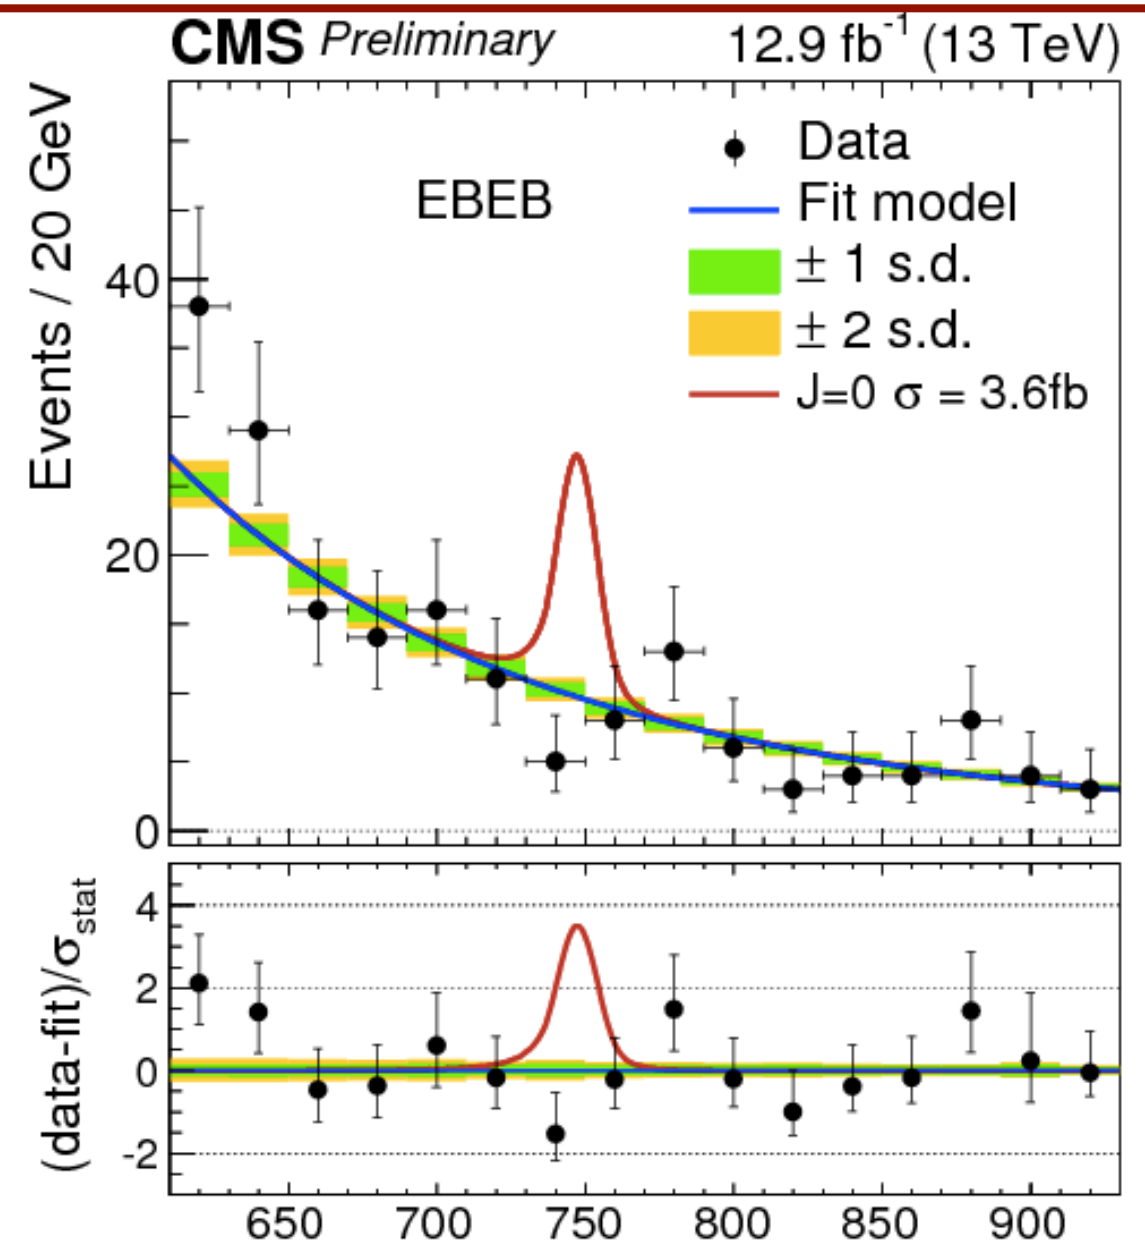 CMS Preliminary 12.9 fb⁻¹ (13 TeV)
Events / 20 GeV
EBEB
Data
Fit model
± 1 s.d.
± 2 s.d.
J=0 σ = 3.6fb
40
20
0
(data-fit)/σstat
4
2
0
-2
650 700 750 800 850 900